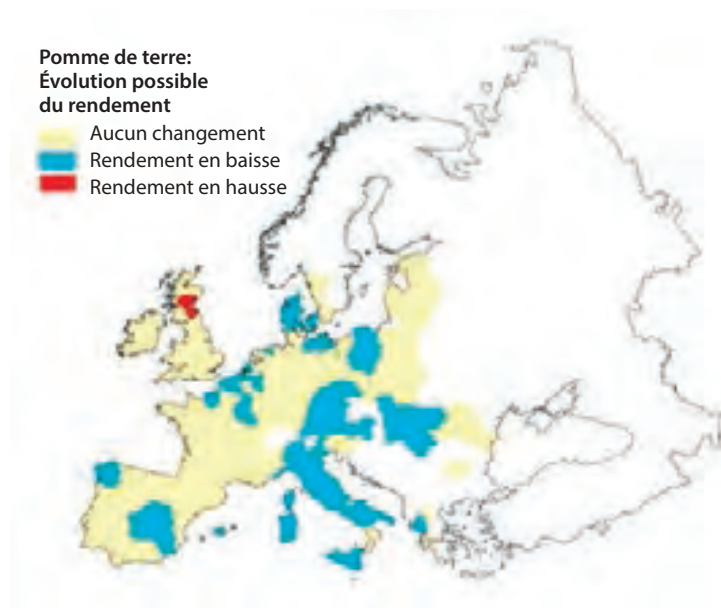 Pomme de terre:
Évolution possible
du rendement
Aucun changement
Rendement en baisse
Rendement en hausse